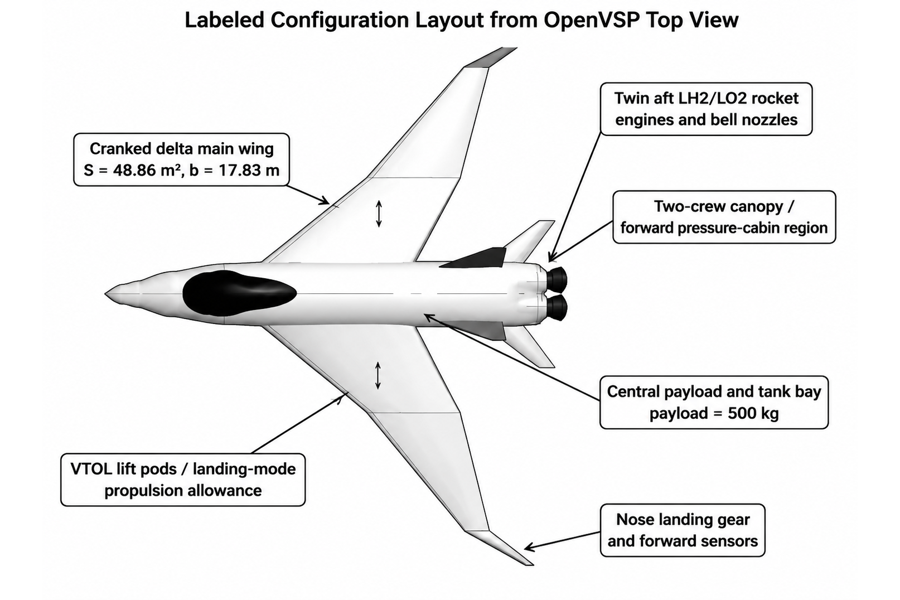 Labeled Configuration Layout from OpenVSP Top View
Twin aft LH2/LO2 rocket
engines and bell nozzles
Cranked delta main wing
S = 48.86 m², b = 17.83 m
Two-crew canopy /
forward pressure-cabin region
Central payload and tank bay
payload = 500 kg
VTOL lift pods / landing-mode
propulsion allowance
Nose landing gear
and forward sensors